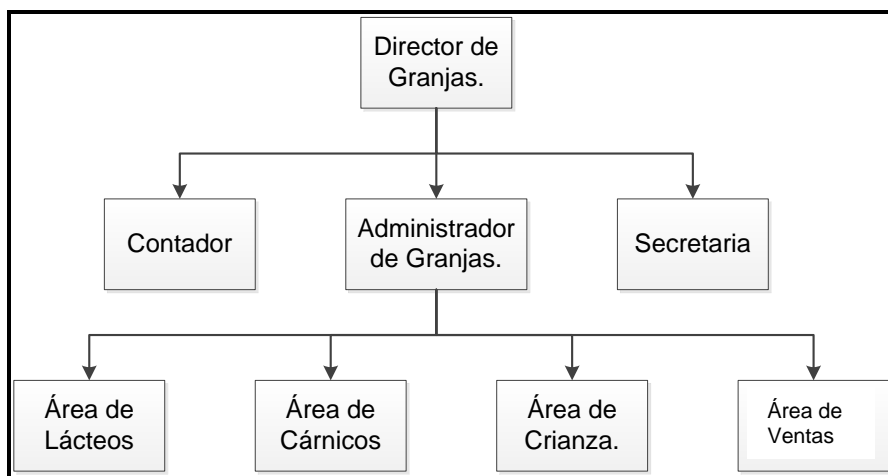 Director de
Granjas.
Contador
Administrador
de Granjas.
Secretaria
Área de
Lácteos
Área de
Cárnicos
Área de
Crianza.
Área de
Ventas